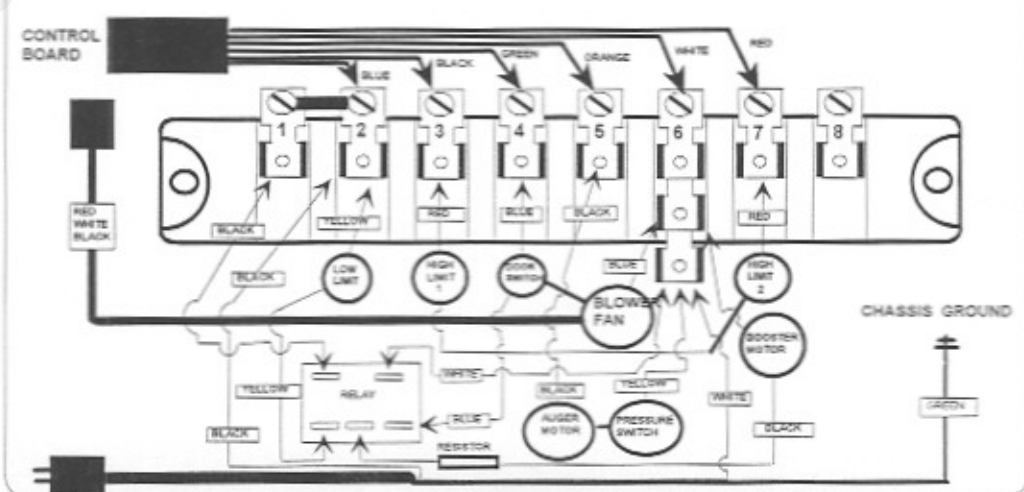 CONTROL
BOARD
BLUE
BLACK
GREEN
ORANGE
WHITE
RED
1
2
3
4
5
6
7
8
RED
WHITE
BLACK
BLACK
YELLOW
RED
BLUE
BLACK
RED
BLACK
LOW
LIMIT
HIGH
LIMIT
1
DOOR
SWITCH
BLUE
BLOWER
FAN
HIGH
LIMIT
2
CHASSIS GROUND
BOOSTER
MOTOR
WHITE
RELAY
YELLOW
BLACK
YELLOW
WHITE
GREEN
BLUE
AUGER
MOTOR
PRESSURE
SWITCH
BLACK
BLACK
RESISTOR